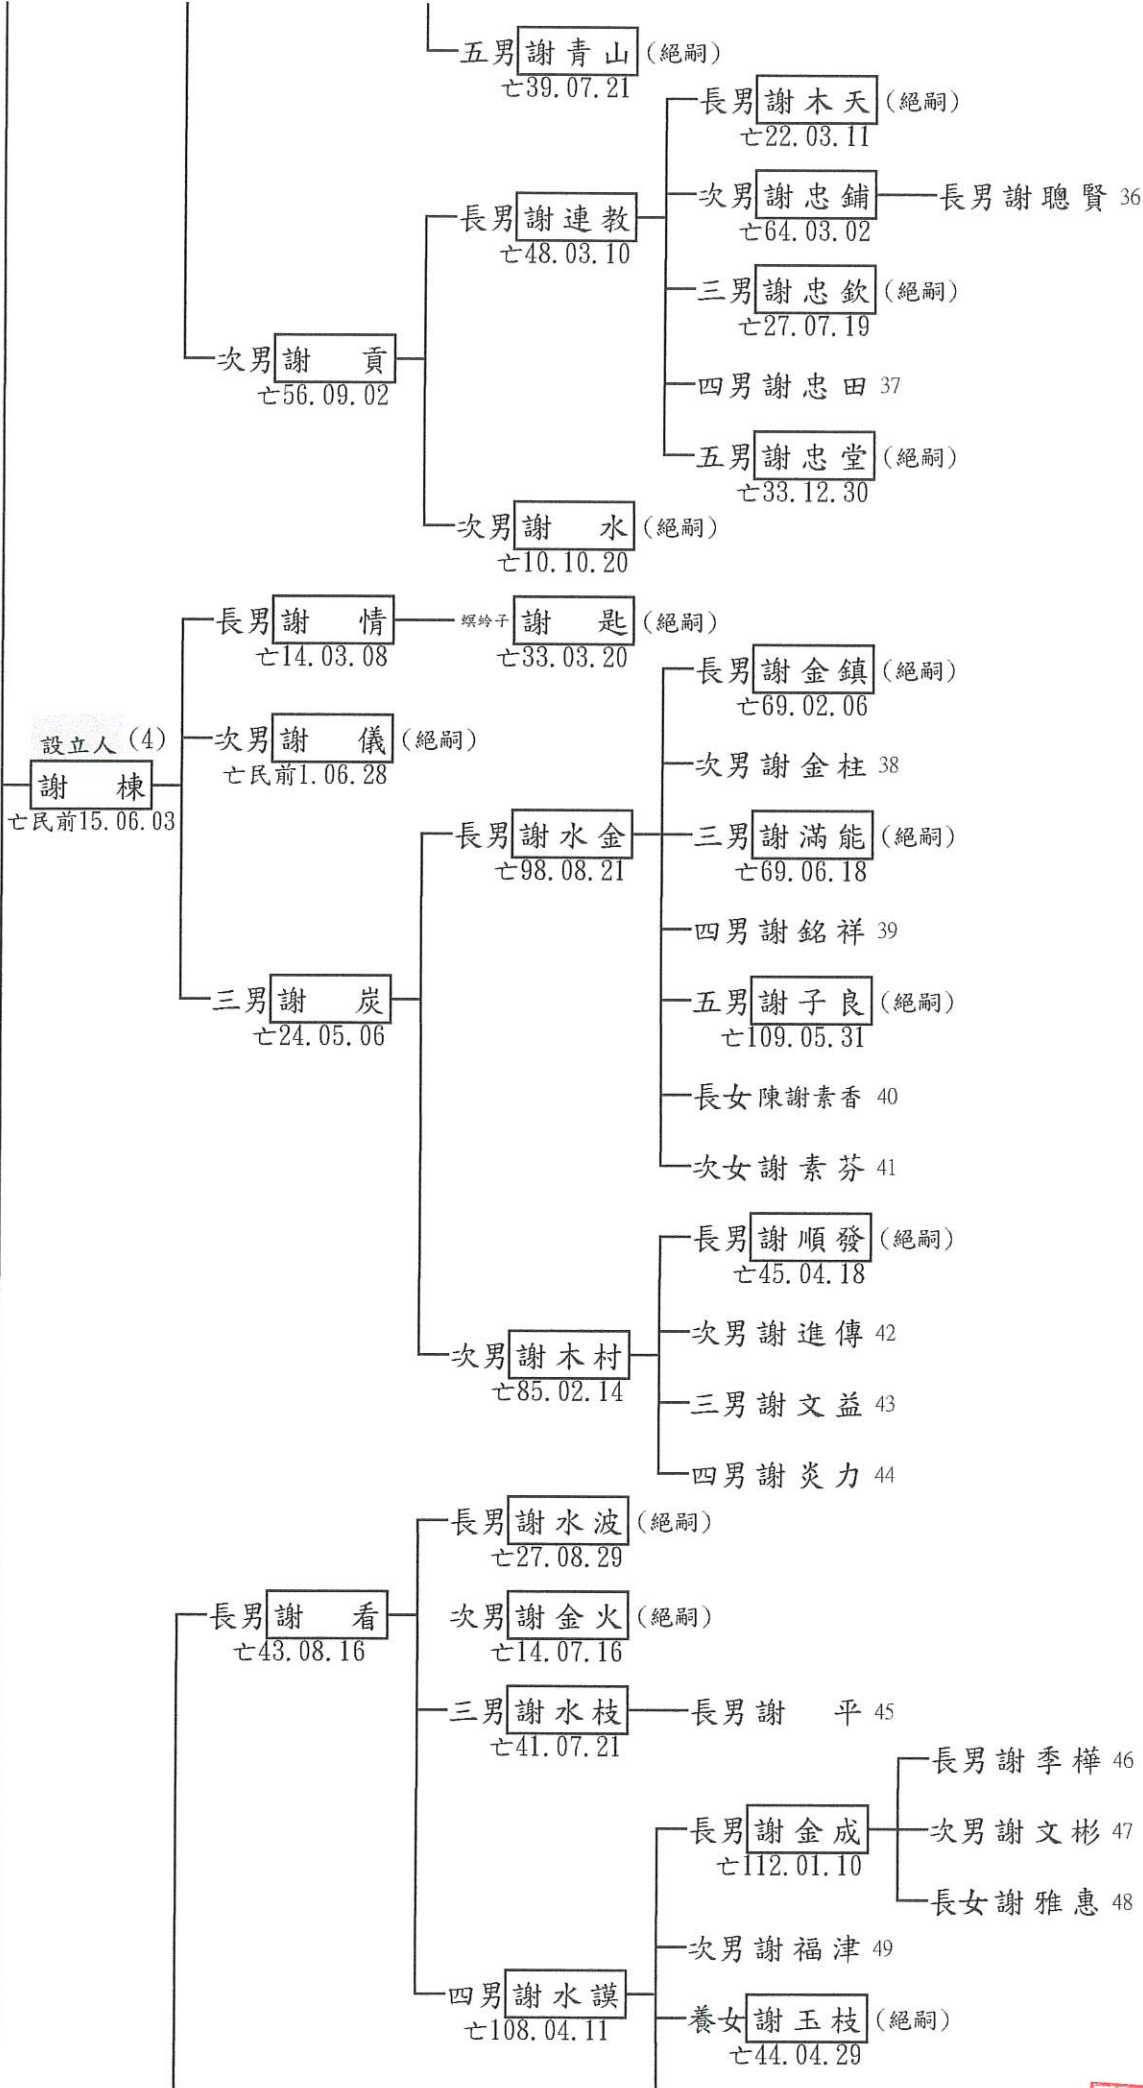 五男謝青山(絕嗣)
亡39.07.21
長男謝木天(絕嗣)
亡22.03.11
次男謝忠鋪
長男謝聰賢 36
亡64.03.02
長男謝連教
亡48.03.10
三男謝忠欽(絕嗣)
亡27.07.19
次男謝 貢
亡56.09.02
四男謝忠田 37
五男謝忠堂(絕嗣)
亡33.12.30
次男謝 水(絕嗣)
亡10.10.20
長男謝 情
亡14.03.08
螟蛉子謝 匙(絕嗣)
亡33.03.20
長男謝金鎮(絕嗣)
亡69.02.06
設立人(4)
謝 棟
亡民前15.06.03
次男謝 儀(絕嗣)
亡民前1.06.28
次男謝金柱 38
長男謝水金
亡98.08.21
三男謝滿能(絕嗣)
亡69.06.18
四男謝銘祥 39
三男謝 炭
亡24.05.06
五男謝子良(絕嗣)
亡109.05.31
長女陳謝素香 40
次女謝素芬 41
長男謝順發(絕嗣)
亡45.04.18
次男謝木村
亡85.02.14
次男謝進傳 42
三男謝文益 43
四男謝炎力 44
長男謝水波(絕嗣)
亡27.08.29
長男謝 看
亡43.08.16
次男謝金火(絕嗣)
亡14.07.16
三男謝水枝
亡41.07.21
長男謝 平 45
長男謝季樺 46
長男謝金成
亡112.01.10
次男謝文彬 47
長女謝雅惠 48
次男謝福津 49
四男謝水謨
亡108.04.11
養女謝玉枝(絕嗣)
亡44.04.29